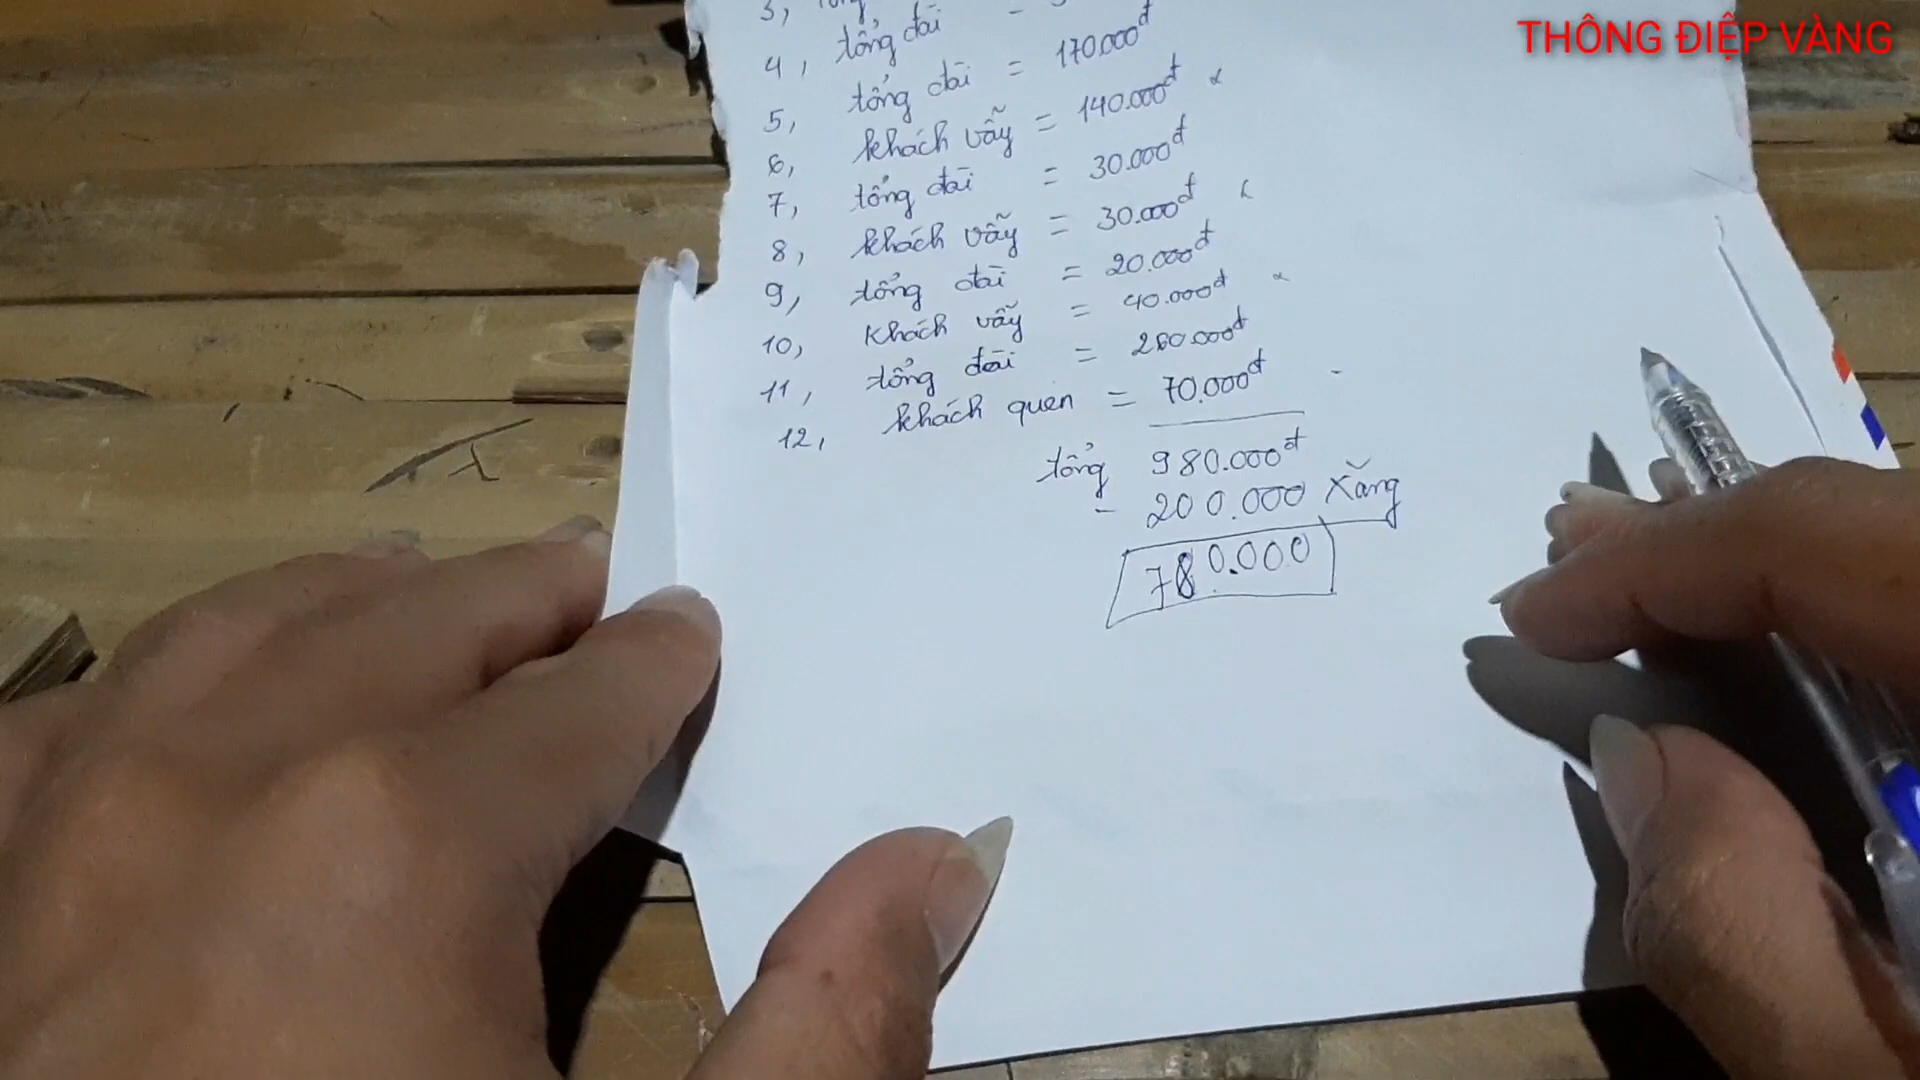 THÔNG ĐIỆP VÀNG
3,
4, tổng đài
5, tổng đài = 170.000đ
6, khách vẫy = 140.000đ
7, tổng đài = 30.000đ
8, khách vẫy = 30.000đ
9, tổng đài = 20.000đ
10, khách vẫy = 40.000đ
11, tổng đài = 260.000đ
12, khách quen = 70.000đ
tổng 980.000đ
- 200.000 xăng
780.000